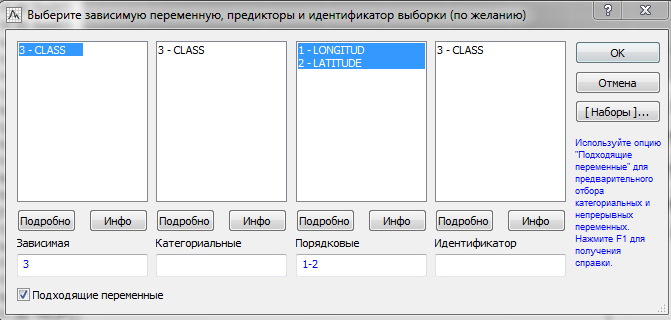 Выберите зависимую переменную, предикторы и идентификатор выборки (по желанию)
3 - CLASS
3 - CLASS
1 - LONGITUD
2 - LATITUDE
3 - CLASS
OK
Отмена
[ Наборы ]...
Используйте опцию
"Подходящие
переменные" для
предварительного
отбора
категориальных и
непрерывных
переменных.
Нажмите F1 для
получения
справки.
Подробно
Инфо
Подробно
Инфо
Подробно
Инфо
Подробно
Инфо
Зависимая
Категориальные
Порядковые
Идентификатор
3
1-2
Подходящие переменные